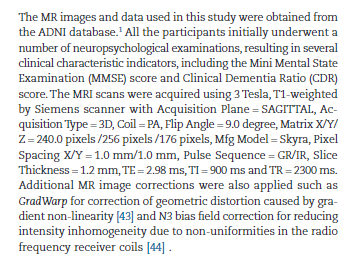 The MR images and data used in this study were obtained from
the ADNI database.¹ All the participants initially underwent a
number of neuropsychological examinations, resulting in several
clinical characteristic indicators, including the Mini Mental State
Examination (MMSE) score and Clinical Dementia Ratio (CDR)
score. The MRI scans were acquired using 3 Tesla, T1-weighted
by Siemens scanner with Acquisition Plane = SAGITTAL, Ac-
quisition Type = 3D, Coil = PA, Flip Angle = 9.0 degree, Matrix X/Y/
Z = 240.0 pixels /256 pixels /176 pixels, Mfg Model = Skyra, Pixel
Spacing X/Y = 1.0 mm/1.0 mm, Pulse Sequence = GR/IR, Slice
Thickness = 1.2 mm, TE = 2.98 ms, TI = 900 ms and TR = 2300 ms.
Additional MR image corrections were also applied such as
GradWarp for correction of geometric distortion caused by gra-
dient non-linearity [43] and N3 bias field correction for reducing
intensity inhomogeneity due to non-uniformities in the radio
frequency receiver coils [44] .